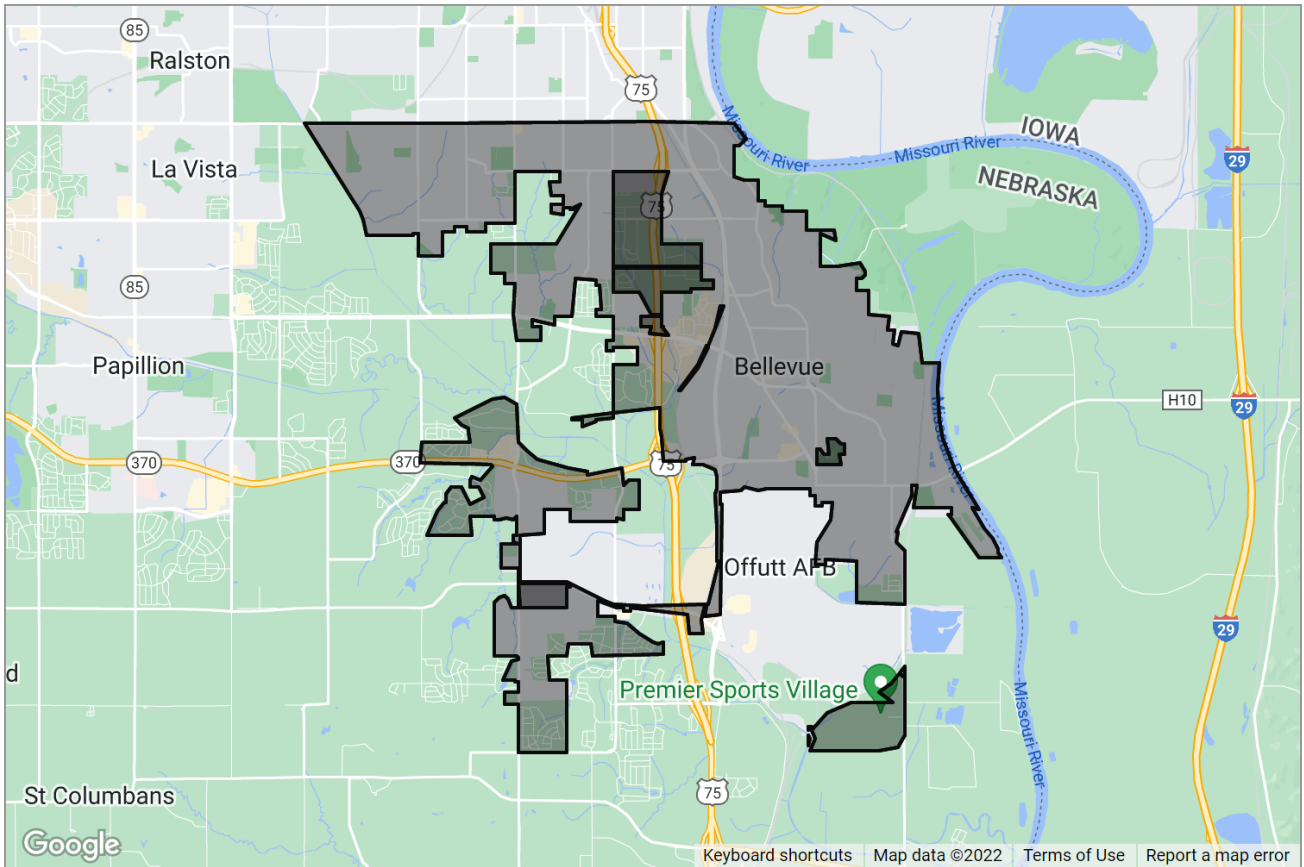 85
Ralston
75
Missouri River
IOWA
Missouri River
NEBRASKA
29
La Vista
75
85
Papillion
Bellevue
H10
29
Missouri River
370
370
75
Offutt AFB
29
d
Premier Sports Village
Missouri River
St Columbans
75
Google
Keyboard shortcuts
Map data ©2022
Terms of Use
Report a map error